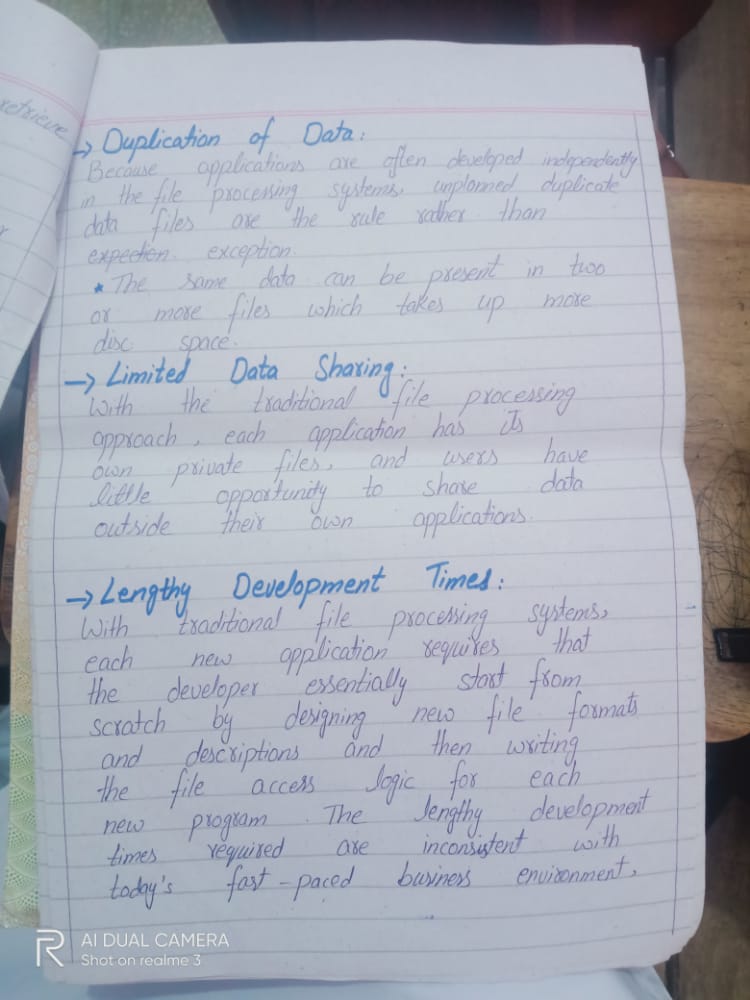 retrieve
→ Duplication of Data:
Because applications are often developed independently
in the file processing systems, unplanned duplicate
data files are the rule rather than
expection exception.
* The same data can be present in two
or more files which takes up more
disc space.
→ Limited Data Sharing:
With the traditional file processing
approach, each application has its
own private files, and users have
little opportunity to share data
outside their own applications.
→ Lengthy Development Times:
With traditional file processing systems,
each new application requires that
the developer essentially start from
scratch by designing new file formats
and descriptions and then writing
the file access logic for each
new program The lengthy development
times required are inconsistent with
today's fast-paced business environment.
R AI DUAL CAMERA
Shot on realme 3